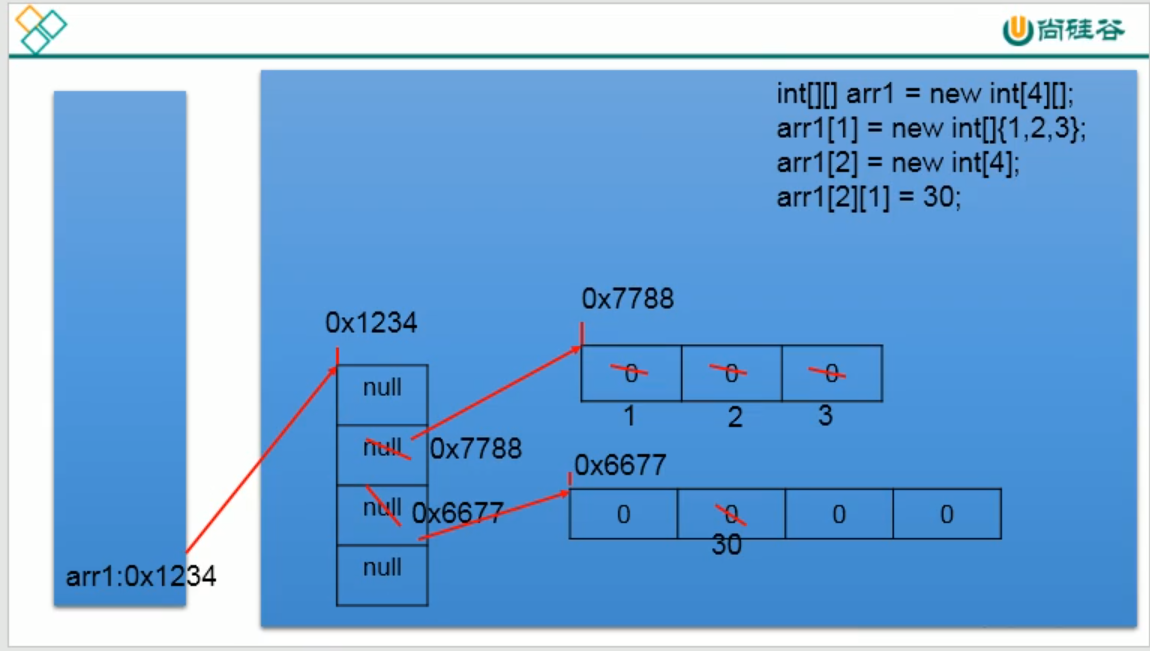 尚硅谷
int[][] arr1 = new int[4][];
arr1[1] = new int[]{1,2,3};
arr1[2] = new int[4];
arr1[2][1] = 30;
0x7788
0x1234
0 0 0
null
1 2 3
null 0x7788
0x6677
null 0x6677
0 0 0 0
30
null
arr1:0x1234